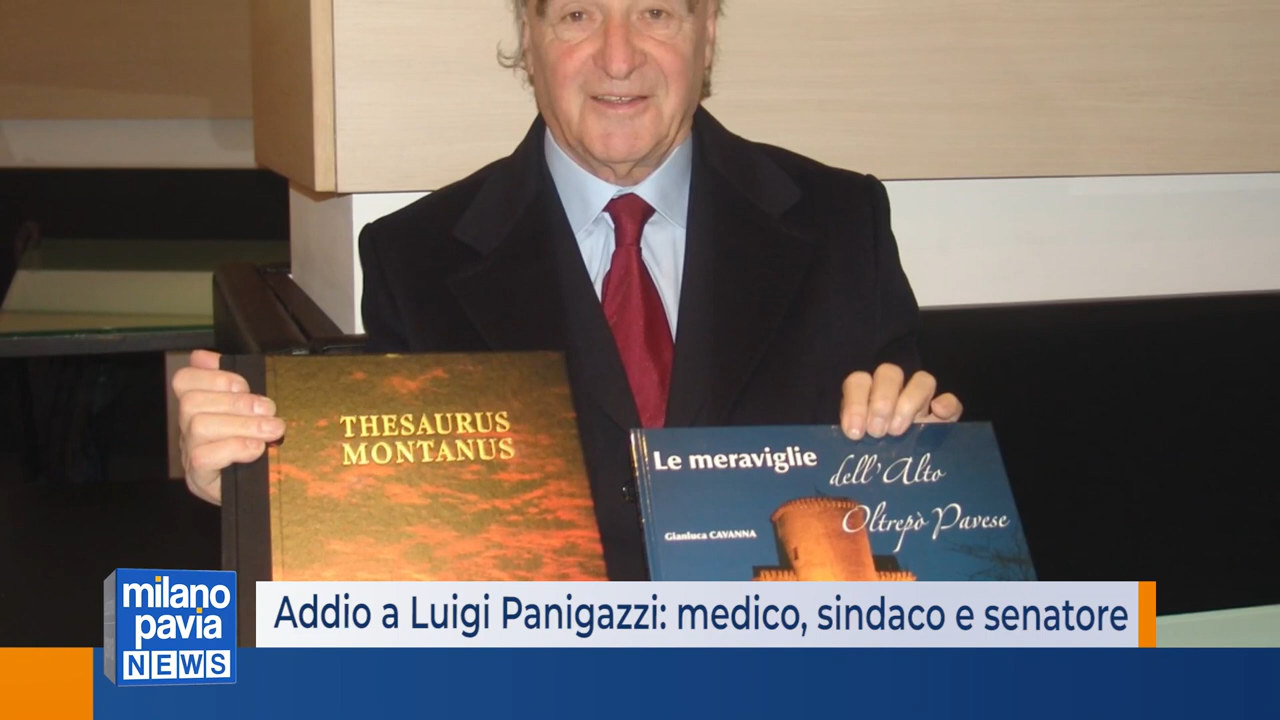 THESAURUS
MONTANUS
Le meraviglie
dell'Alto
Oltrepò Pavese
Gianluca CAVANNA
milano
pavia
NEWS
Addio a Luigi Panigazzi: medico, sindaco e senatore